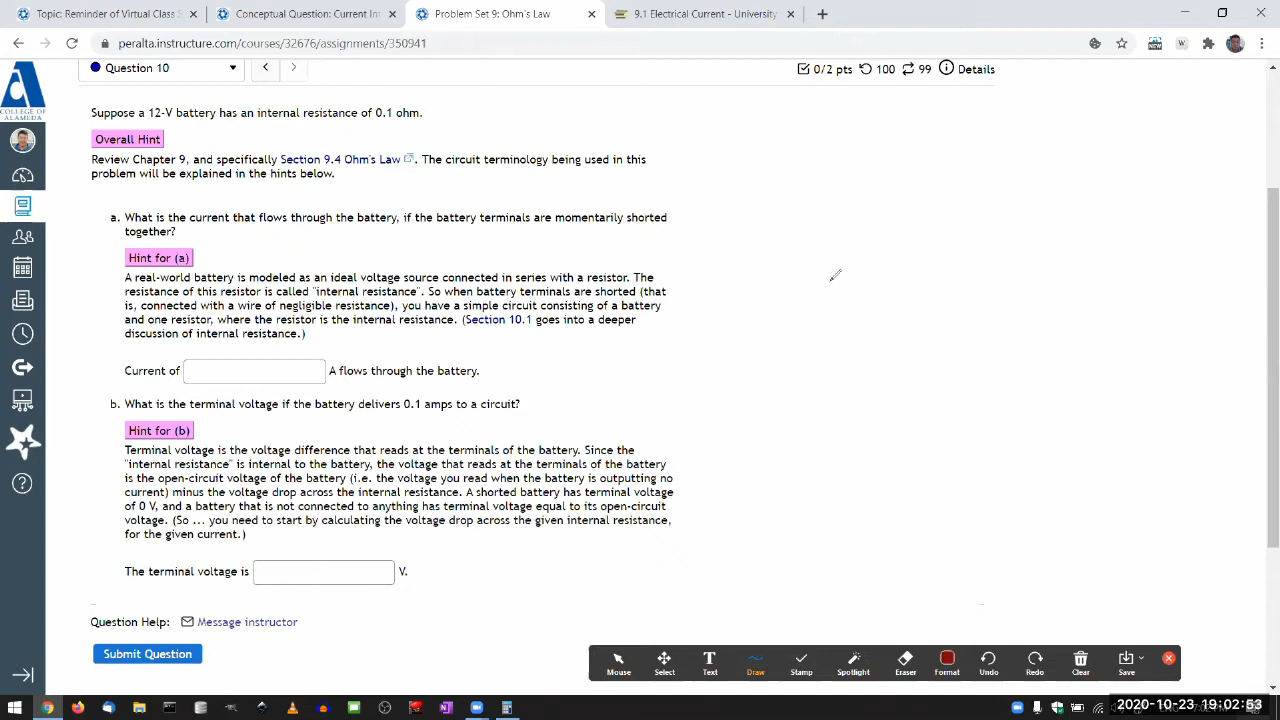 Topic: Reminder of Virtual Class S
Conceptual Question: Current In
Problem Set 9: Ohm's Law
9.1 Electrical Current - University
peralta.instructure.com/courses/32676/assignments/350941
Question 10
0/2 pts 100 99 Details
COLLEGE OF
ALAMEDA
Suppose a 12-V battery has an internal resistance of 0.1 ohm.
Overall Hint
Review Chapter 9, and specifically Section 9.4 Ohm's Law . The circuit terminology being used in this
problem will be explained in the hints below.
a. What is the current that flows through the battery, if the battery terminals are momentarily shorted
together?
Hint for (a)
A real-world battery is modeled as an ideal voltage source connected in series with a resistor. The
resistance of this resistor is called "internal resistance". So when battery terminals are shorted (that
is, connected with a wire of negligible resistance), you have a simple circuit consisting of a battery
and one resistor, where the resistor is the internal resistance. (Section 10.1 goes into a deeper
discussion of internal resistance.)
Current of A flows through the battery.
b. What is the terminal voltage if the battery delivers 0.1 amps to a circuit?
Hint for (b)
Terminal voltage is the voltage difference that reads at the terminals of the battery. Since the
"internal resistance" is internal to the battery, the voltage that reads at the terminals of the battery
is the open-circuit voltage of the battery (i.e. the voltage you read when the battery is outputting no
current) minus the voltage drop across the internal resistance. A shorted battery has terminal voltage
of 0 V, and a battery that is not connected to anything has terminal voltage equal to its open-circuit
voltage. (So ... you need to start by calculating the voltage drop across the given internal resistance,
for the given current.)
The terminal voltage is V.
Question Help: Message instructor
Submit Question
Mouse Select Text Draw Stamp Spotlight Eraser Format Undo Redo Clear Save
2020-10-23 19:02:53